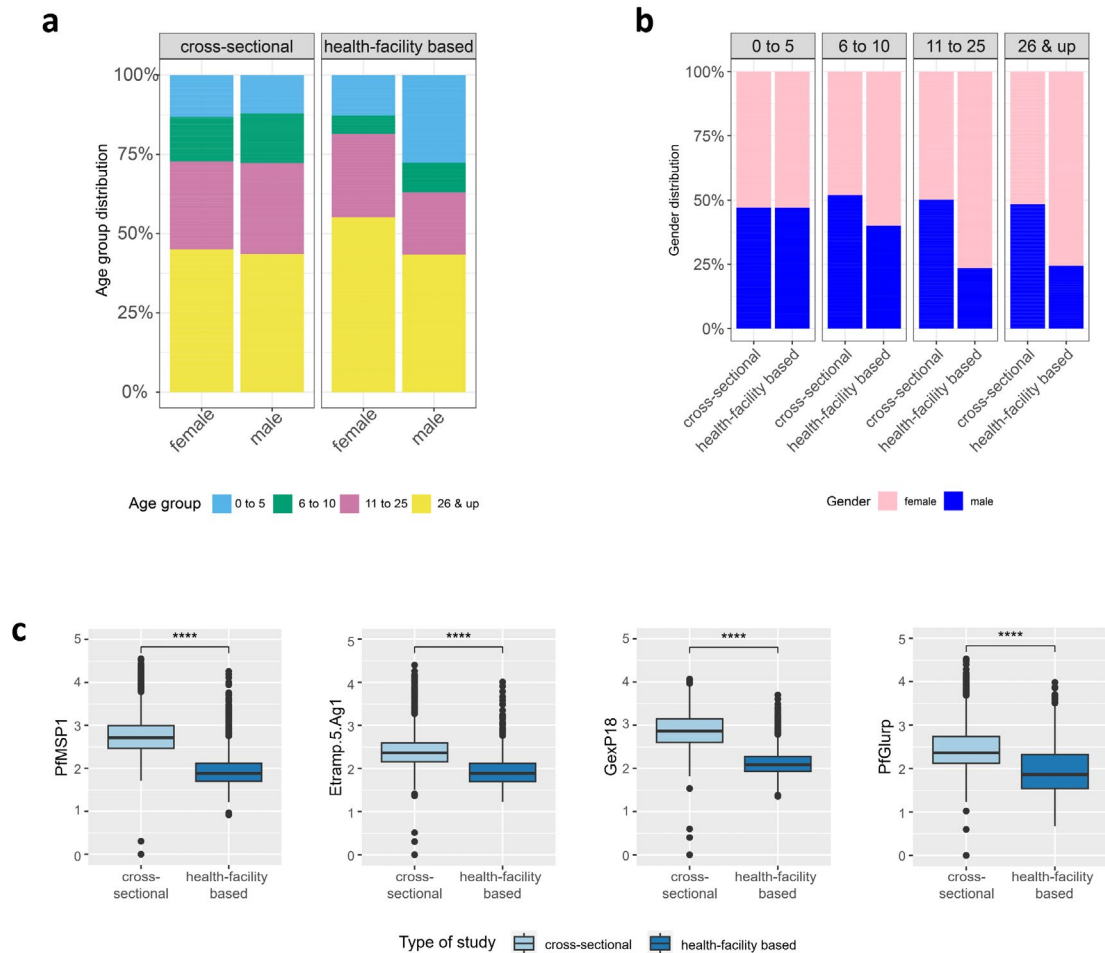 a
cross-sectional health-facility based
Age group distribution
100%
75%
50%
25%
0%
female male female male
Age group 0 to 5 6 to 10 11 to 25 26 & up
b
0 to 5 6 to 10 11 to 25 26 & up
Gender distribution
100%
75%
50%
25%
0%
cross-sectional health-facility based cross-sectional health-facility based cross-sectional health-facility based cross-sectional health-facility based
Gender female male
c
PfMSP1
5
4
3
2
1
0
****
cross-sectional health-facility based
Etramp.5.Ag1
5
4
3
2
1
0
****
cross-sectional health-facility based
GexP18
5
4
3
2
1
0
****
cross-sectional health-facility based
PfGlurp
5
4
3
2
1
0
****
cross-sectional health-facility based
Type of study cross-sectional health-facility based